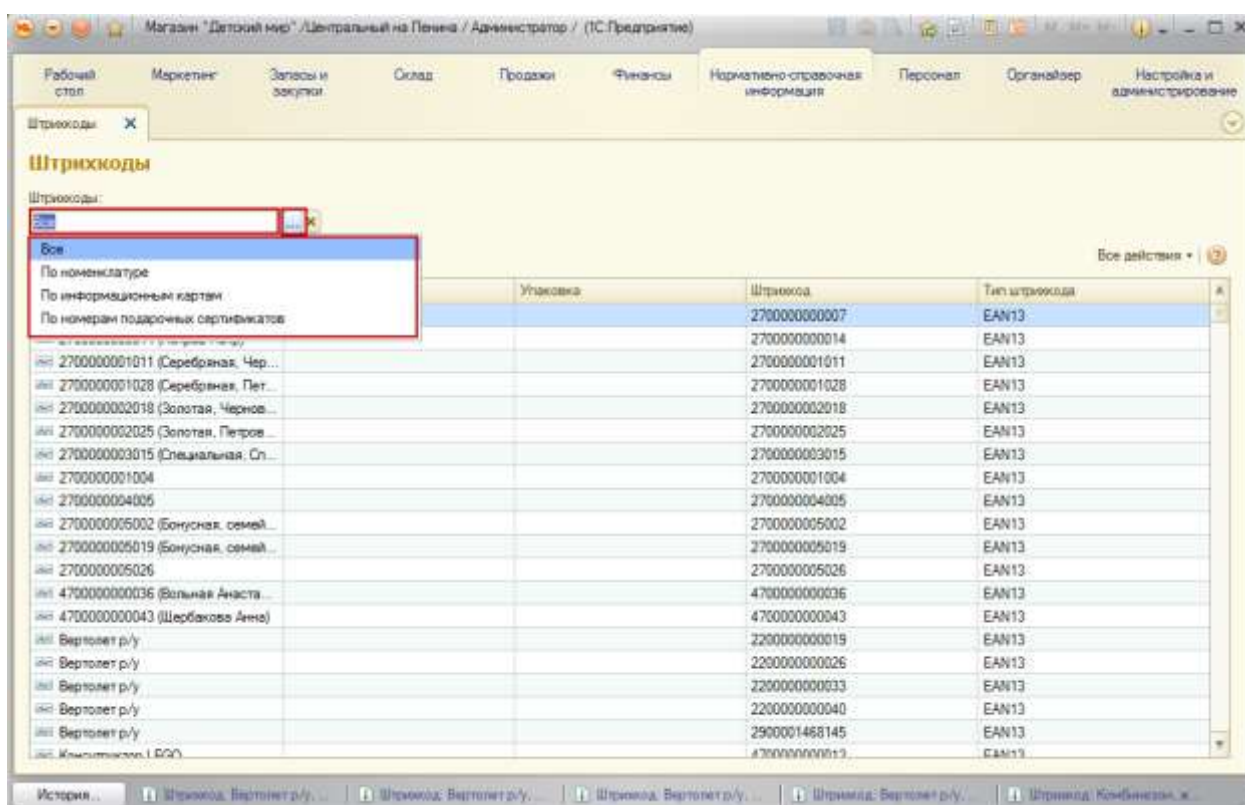 Магазин "Детский мир" /Центральный на Ленина / Администратор / (1С:Предприятие)
Рабочий стол
Маркетинг
Запасы и закупки
Склад
Продажи
Финансы
Нормативно-справочная информация
Персонал
Органайзер
Настройка и администрирование
Штрихкоды
Штрихкоды
Штрихкоды:
Все
Все
По номенклатуре
По информационным картам
По номерам подарочных сертификатов
Все действия
Упаковка Штрихкод Тип штрихкода
2700000000007 EAN13
2700000000014 EAN13
2700000001011 (Серебряная, Чер... 2700000001011 EAN13
2700000001028 (Серебряная, Пет... 2700000001028 EAN13
2700000002018 (Золотая, Чернов... 2700000002018 EAN13
2700000002025 (Золотая, Петров... 2700000002025 EAN13
2700000003015 (Специальная, Сп... 2700000003015 EAN13
2700000001004 2700000001004 EAN13
2700000004005 2700000004005 EAN13
2700000005002 (Бонусная, семей... 2700000005002 EAN13
2700000005019 (Бонусная, семей... 2700000005019 EAN13
2700000005026 2700000005026 EAN13
4700000000036 (Вольная Анаста... 4700000000036 EAN13
4700000000043 (Щербакова Анна) 4700000000043 EAN13
Вертолет р/у 2200000000019 EAN13
Вертолет р/у 2200000000026 EAN13
Вертолет р/у 2200000000033 EAN13
Вертолет р/у 2200000000040 EAN13
Вертолет р/у 2900001468145 EAN13
LEGO 4700000000012 EAN13
История...
Штрихкод: Вертолет р/у, ...
Штрихкод: Вертолет р/у, ...
Штрихкод: Вертолет р/у, ...
Штрихкод: Вертолет р/у, ...
Штрихкод: Комбинезон, ж...